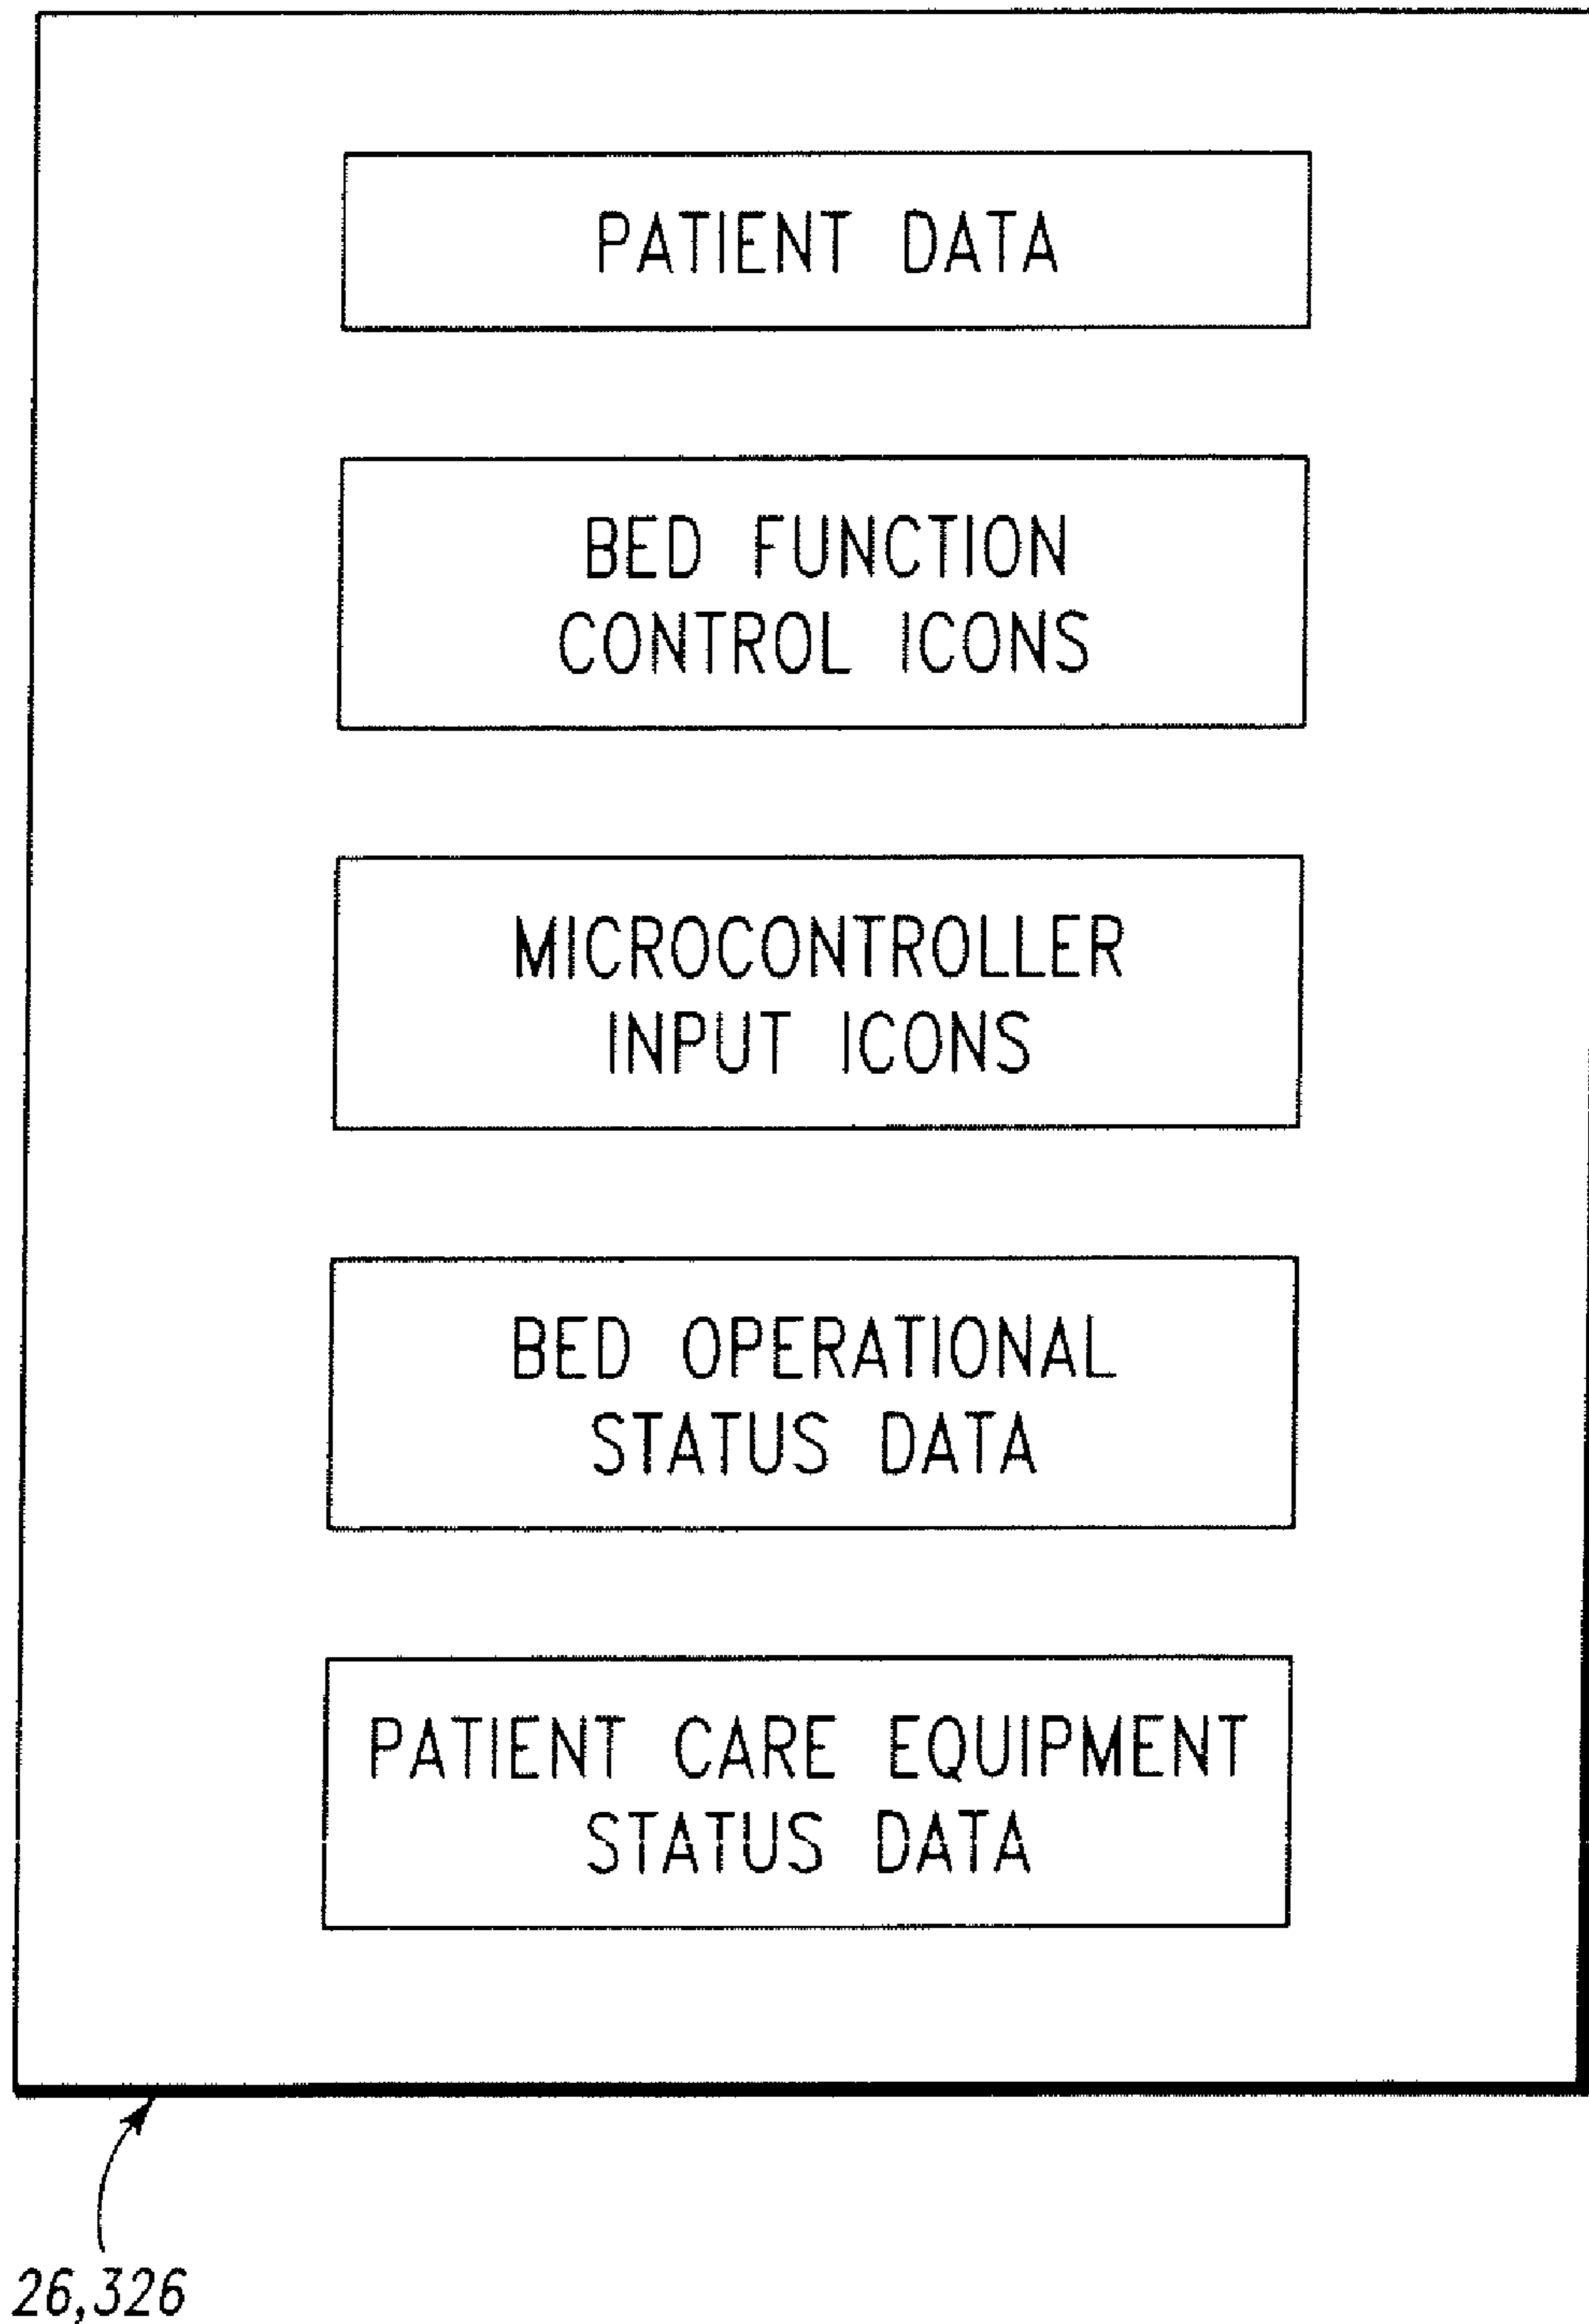 PATIENT DATA
BED FUNCTION
CONTROL ICONS
MICROCONTROLLER
INPUT ICONS
BED OPERATIONAL
STATUS DATA
PATIENT CARE EQUIPMENT
STATUS DATA
26,326